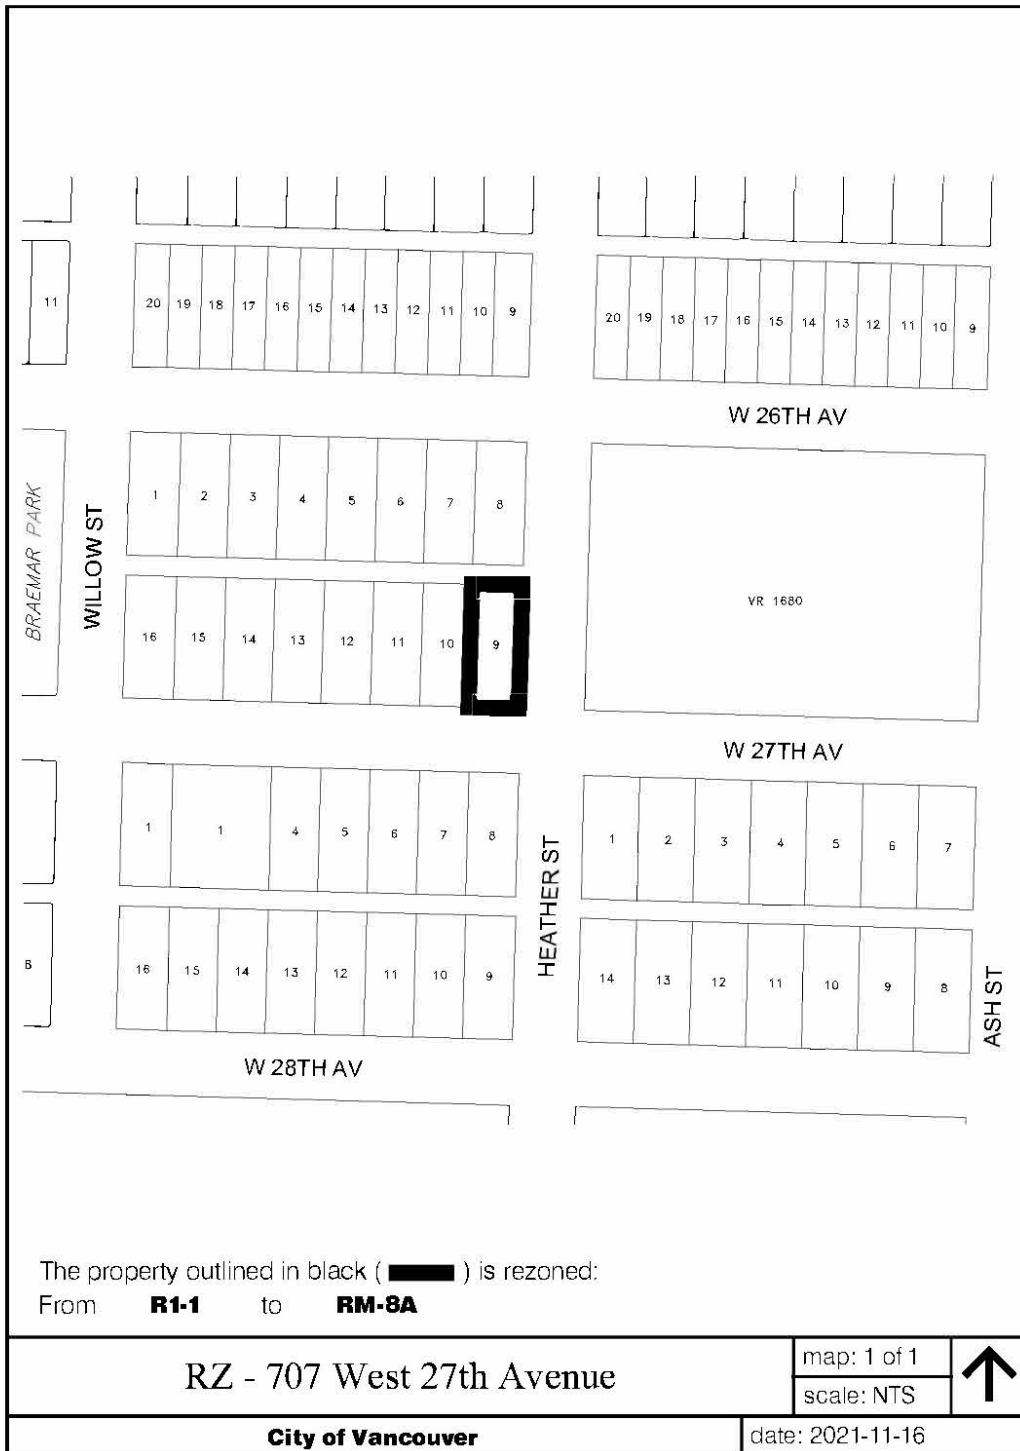 11
20 19 18 17 16 15 14 13 12 11 10 9
20 19 18 17 16 15 14 13 12 11 10 9
W 26TH AV
BRAEMAR PARK
WILLOW ST
1 2 3 4 5 6 7 8
VR 1680
16 15 14 13 12 11 10 9
W 27TH AV
1 1 4 5 6 7 8
1 2 3 4 5 6 7
HEATHER ST
8
16 15 14 13 12 11 10 9
14 13 12 11 10 9 8
ASH ST
W 28TH AV
The property outlined in black ( ) is rezoned:
From R1-1 to RM-8A
RZ - 707 West 27th Avenue
map: 1 of 1
scale: NTS
City of Vancouver
date: 2021-11-16